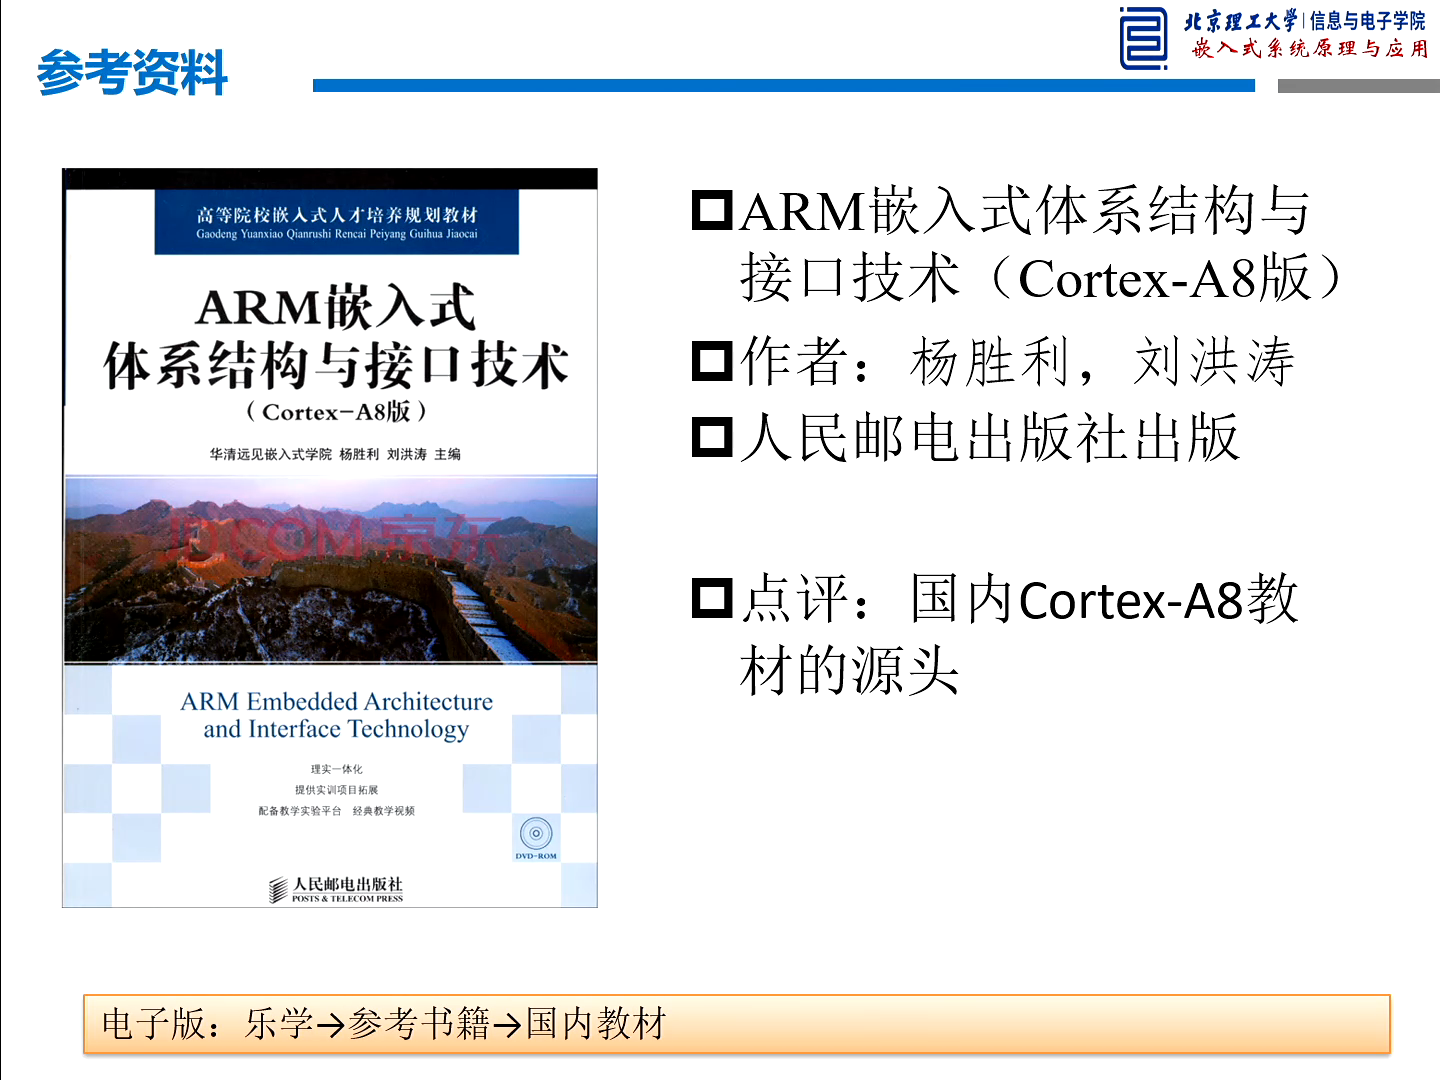 北京理工大学|信息与电子学院
嵌入式系统原理与应用
参考资料
高等院校嵌入式人才培养规划教材
Gaodeng Yuanxiao Qianrushi Rencai Peiyang Guihua Jiaocai
ARM嵌入式
体系结构与接口技术
（Cortex-A8版）
华清远见嵌入式学院 杨胜利 刘洪涛 主编
JD.COM 京东
ARM Embedded Architecture
and Interface Technology
理实一体化
提供实训项目拓展
配备教学实验平台 经典教学视频
DVD-ROM
人民邮电出版社
POSTS & TELECOM PRESS
ARM嵌入式体系结构与
接口技术（Cortex-A8版）
作者：杨胜利，刘洪涛
人民邮电出版社出版
点评：国内Cortex-A8教
材的源头
电子版：乐学→参考书籍→国内教材